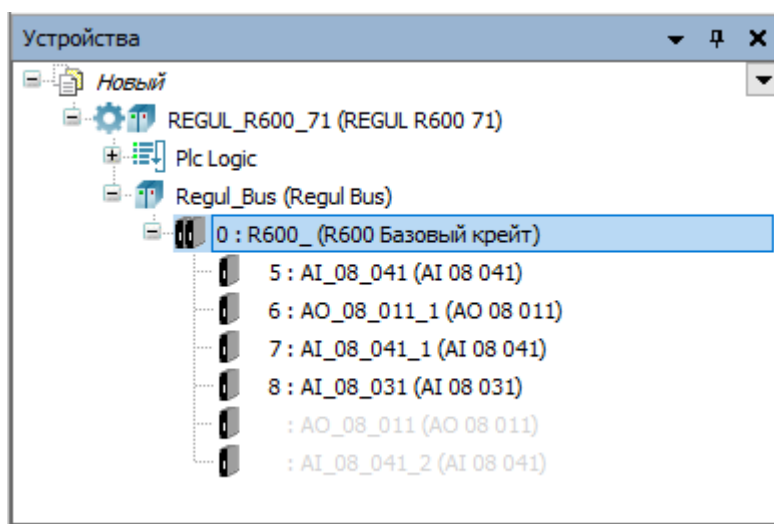 Устройства
Новый
REGUL_R600_71 (REGUL R600 71)
Plc Logic
Regul_Bus (Regul Bus)
0 : R600_ (R600 Базовый крейт)
5 : AI_08_041 (AI 08 041)
6 : AO_08_011_1 (AO 08 011)
7 : AI_08_041_1 (AI 08 041)
8 : AI_08_031 (AI 08 031)
: AO_08_011 (AO 08 011)
: AI_08_041_2 (AI 08 041)